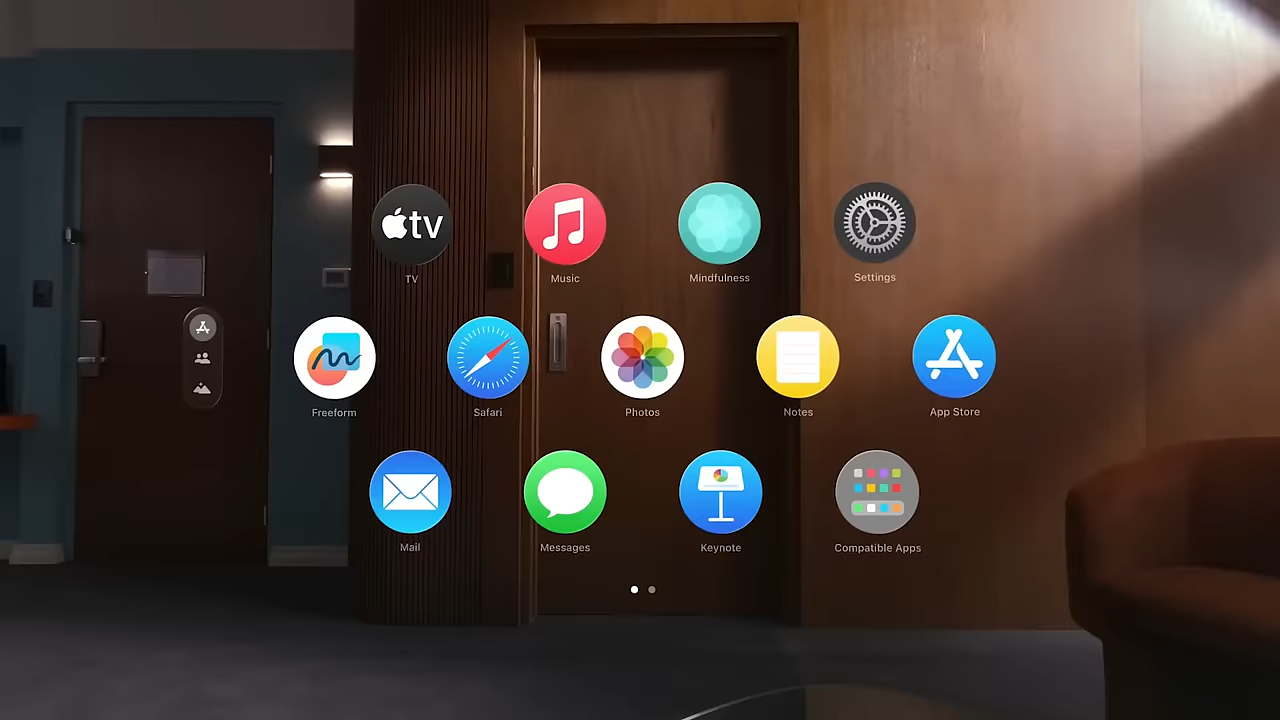 tv
TV
Music
Mindfulness
Settings
Freeform
Safari
Photos
Notes
App Store
Mail
Messages
Keynote
Compatible Apps